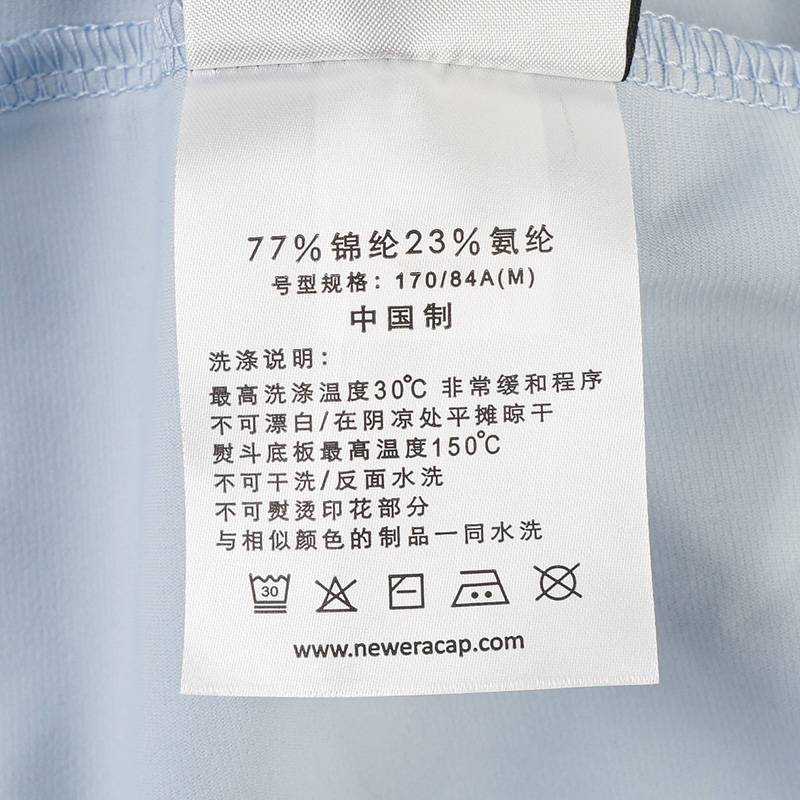 77%锦纶23%氨纶
号型规格：170/84A(M)
中国制
洗涤说明：
最高洗涤温度30℃ 非常缓和程序
不可漂白/在阴凉处平摊晾干
熨斗底板最高温度150℃
不可干洗/反面水洗
不可熨烫印花部分
与相似颜色的制品一同水洗
30
www.neweracap.com